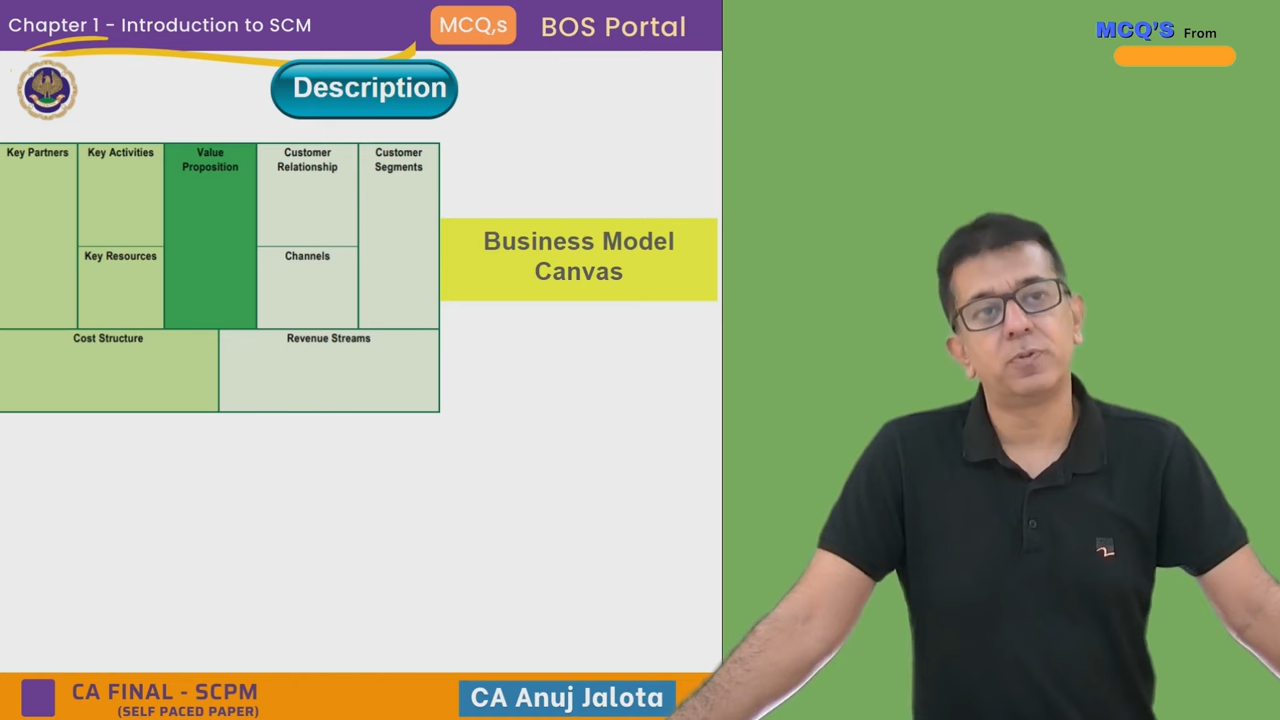 Chapter 1 - Introduction to SCM
MCQ,s
BOS Portal
MCQ'S From
Description
Key Partners
Key Activities
Value
Proposition
Customer
Relationship
Customer
Segments
Key Resources
Channels
Cost Structure
Revenue Streams
Business Model
Canvas
CA FINAL - SCPM
(SELF PACED PAPER)
CA Anuj Jalota